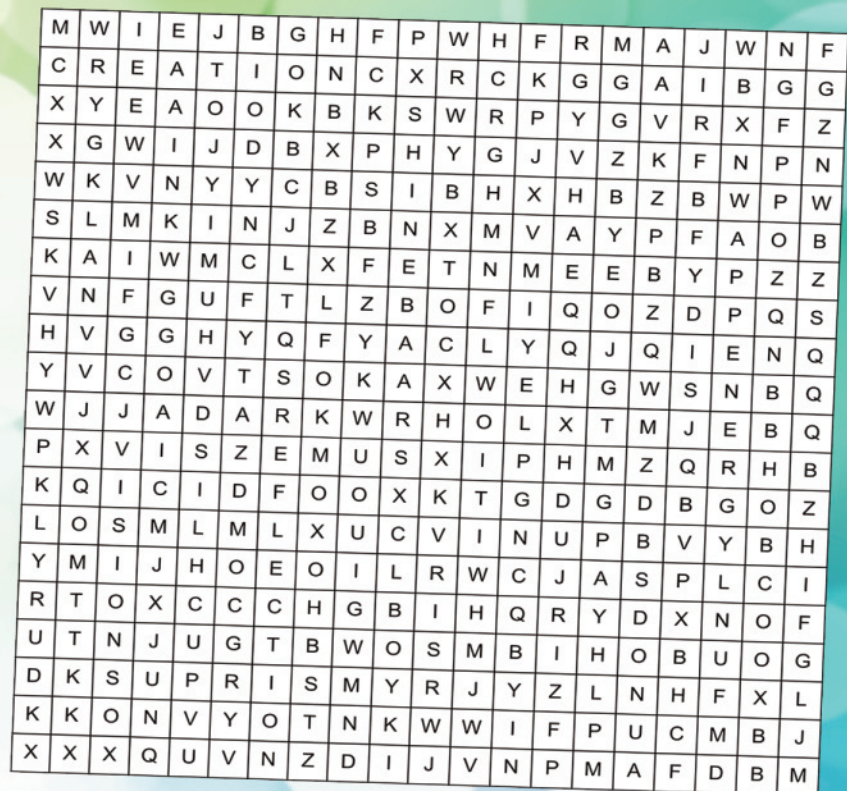 M W I E J B G H F P W H F R M A J W N F
C R E A T I O N C X R C K G G A I B G G
X Y E A O O K B K S W R P Y G V R X F Z
X G W I J D B X P H Y G J V Z K F N P N
W K V N Y Y C B S I B H X H B Z B W P W
S L M K I N J Z B N X M V A Y P F A O B
K A I W M C L X F E T N M E E B Y P Z Z
V N F G U F T L Z B O F I Q O Z D P Q S
H V G G H Y Q F Y A C L Y Q J Q I E N Q
Y V C O V T S O K A X W E H G W S N B Q
W J J A D A R K W R H O L X T M J E B Q
P X V I S Z E M U S X I P H M Z Q R H B
K Q I C I D F O O X K T G D G D B G O Z
L O S M L M L X U C V I N U P B V Y B H
Y M I J H O E O I L R W C J A S P L C I
R T O X C C C H G B I H Q R Y D X N O F
U T N J U G T B W O S M B I H O B U O G
D K S U P R I S M Y R J Y Z L N H F X L
K K O N V Y O T N K W W I F P U C M B J
X X X Q U V N Z D I J V N P M A F D B M